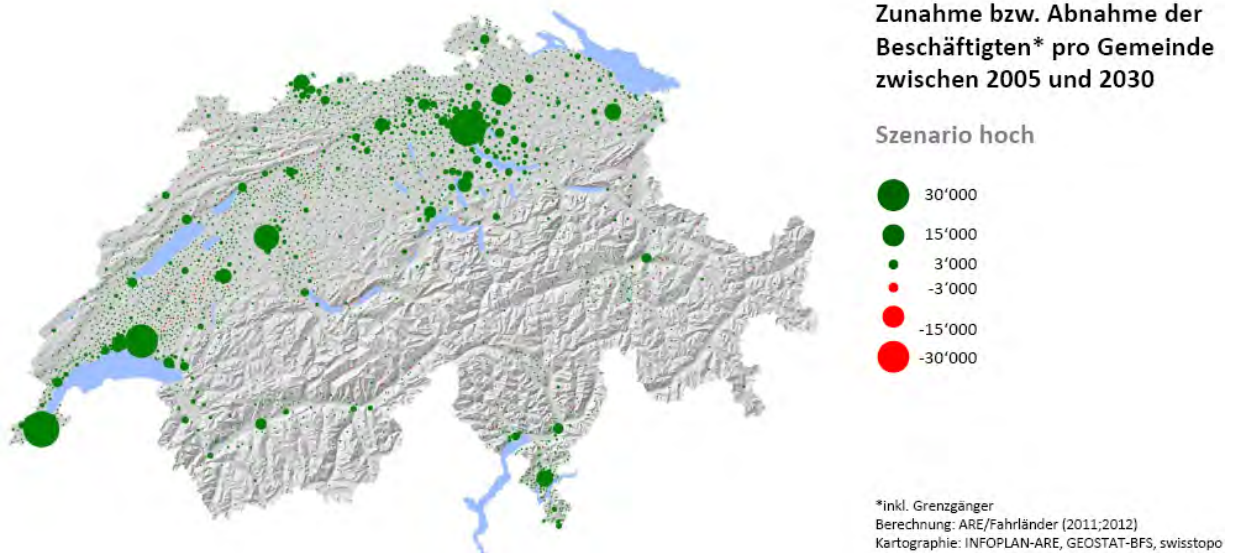 Zunahme bzw. Abnahme der
Beschäftigten* pro Gemeinde
zwischen 2005 und 2030
Szenario hoch
30‘000
15‘000
3‘000
-3‘000
-15‘000
-30‘000
*inkl. Grenzgänger
Berechnung: ARE/Fahrländer (2011;2012)
Kartographie: INFOPLAN-ARE, GEOSTAT-BFS, swisstopo